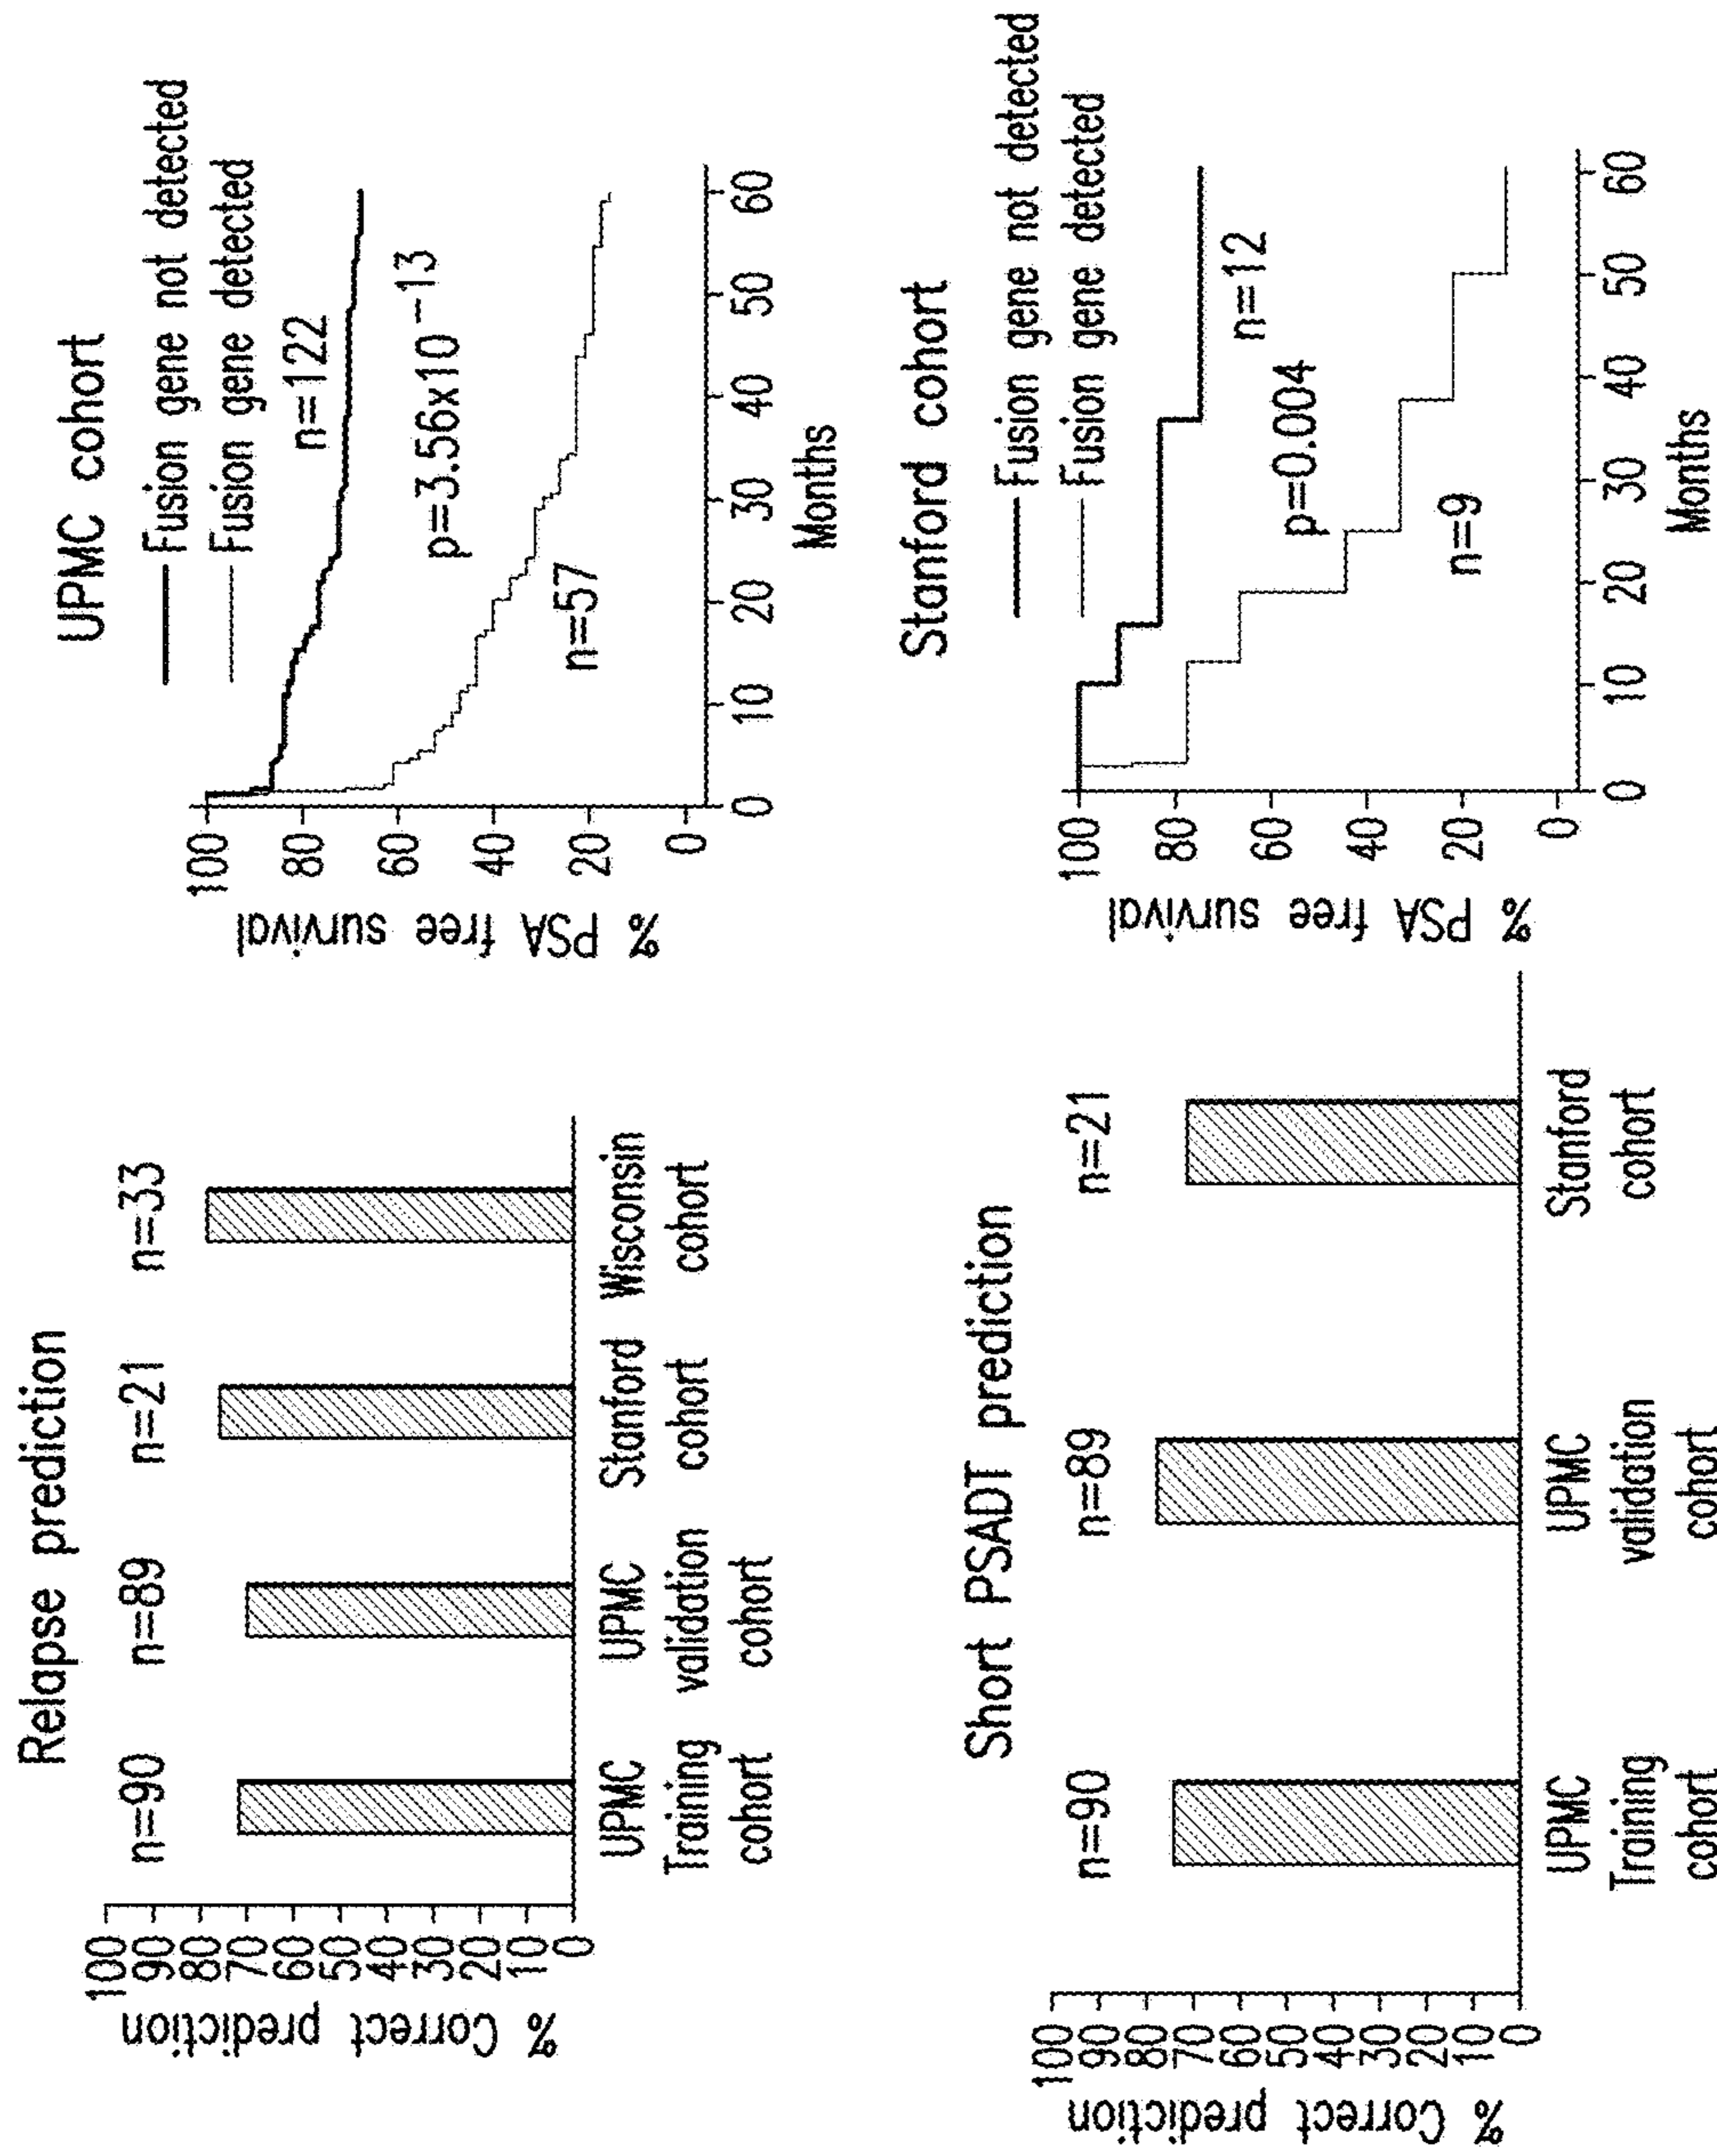 Relapse prediction
% Correct prediction
100
90
80
70
60
50
40
30
20
10
0
n=90
n=89
n=21
n=33
UPMC
Training
cohort
UPMC
validation
cohort
Stanford
cohort
Wisconsin
cohort
UPMC cohort
Fusion gene not detected
Fusion gene detected
n=122
p=3.56x10⁻¹³
n=57
% PSA free survival
100
80
60
40
20
0
0 10 20 30 40 50 60
Months
Short PSADT prediction
% Correct prediction
100
90
80
70
60
50
40
30
20
10
0
n=90
n=89
n=21
UPMC
Training
cohort
UPMC
validation
cohort
Stanford
cohort
Stanford cohort
Fusion gene not detected
Fusion gene detected
n=12
p=0.004
n=9
% PSA free survival
100
80
60
40
20
0
0 10 20 30 40 50 60
Months